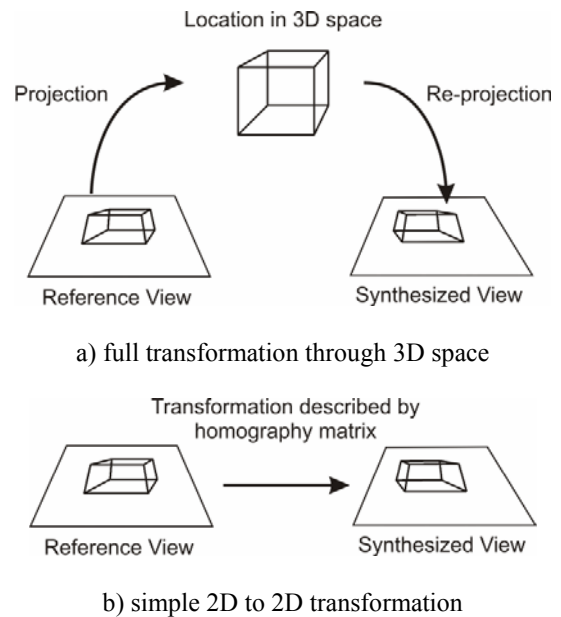 Location in 3D space
Projection
Re-projection
Reference View
Synthesized View
a) full transformation through 3D space
Transformation described by
homography matrix
Reference View
Synthesized View
b) simple 2D to 2D transformation